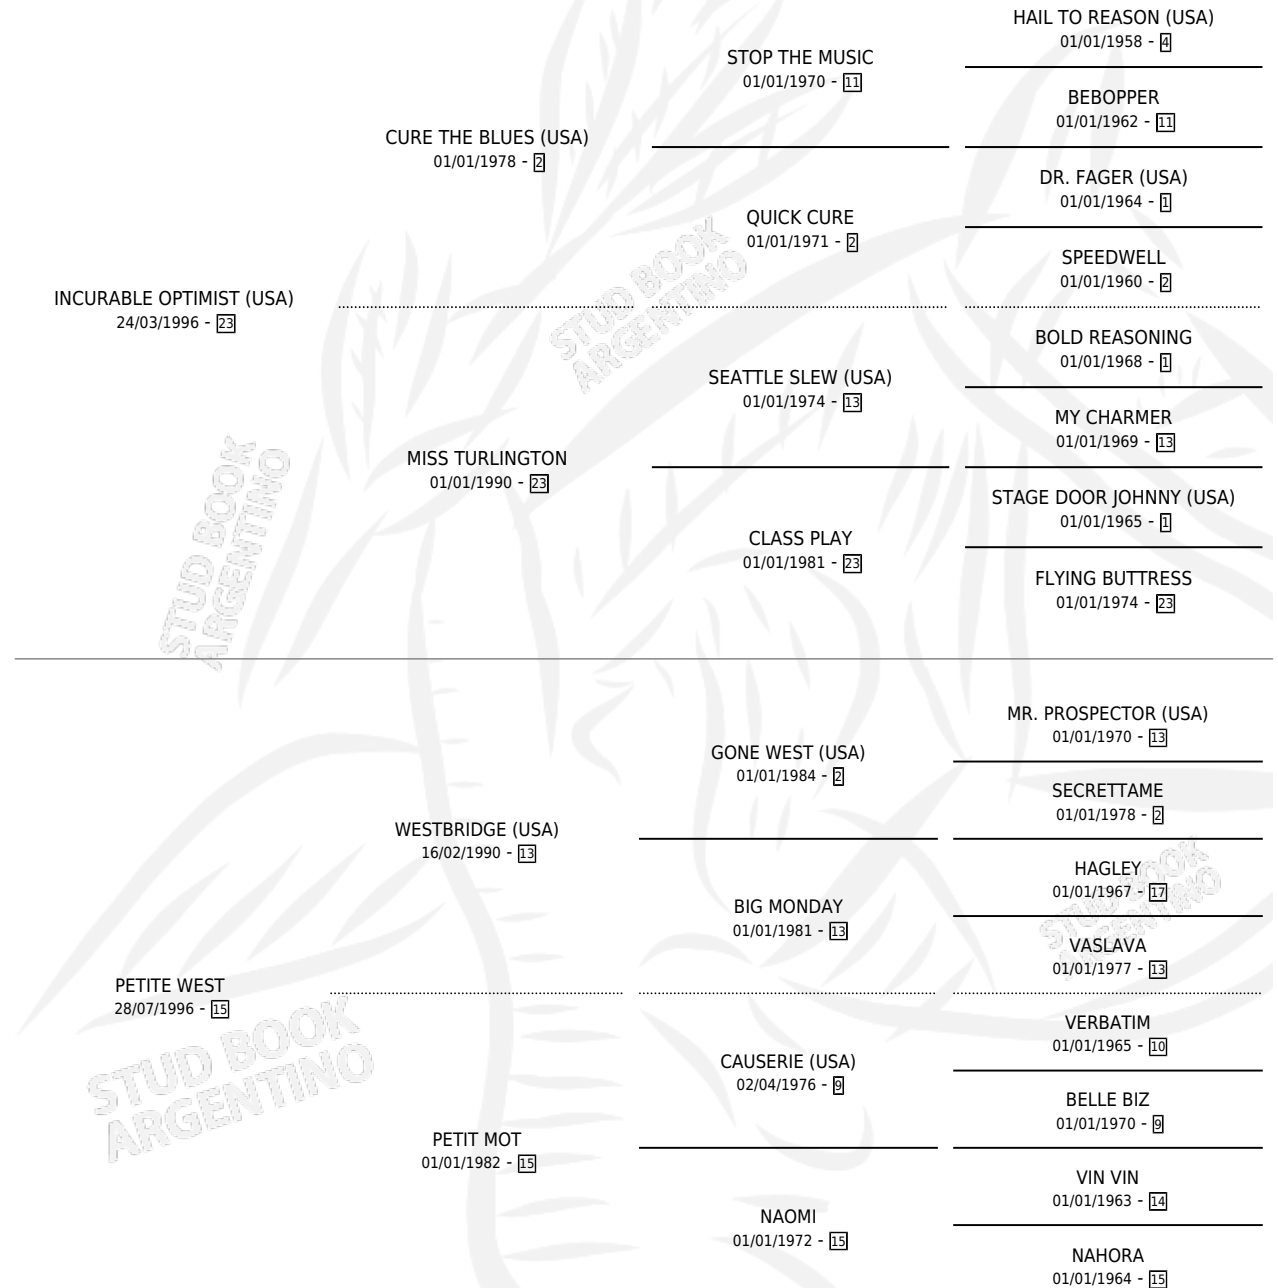 HAIL TO REASON (USA)
01/01/1958 - 4
STOP THE MUSIC
01/01/1970 - 11
BEBOPPER
01/01/1962 - 11
CURE THE BLUES (USA)
01/01/1978 - 2
DR. FAGER (USA)
01/01/1964 - 1
QUICK CURE
01/01/1971 - 2
SPEEDWELL
01/01/1960 - 2
INCURABLE OPTIMIST (USA)
24/03/1996 - 23
BOLD REASONING
01/01/1968 - 1
SEATTLE SLEW (USA)
01/01/1974 - 13
MY CHARMER
01/01/1969 - 13
MISS TURLINGTON
01/01/1990 - 23
STAGE DOOR JOHNNY (USA)
01/01/1965 - 1
CLASS PLAY
01/01/1981 - 23
FLYING BUTTRESS
01/01/1974 - 23
STUD BOOK
ARGENTINO
STUD BOOK
ARGENTINO
MR. PROSPECTOR (USA)
01/01/1970 - 13
GONE WEST (USA)
01/01/1984 - 2
SECRETTAME
01/01/1978 - 2
WESTBRIDGE (USA)
16/02/1990 - 13
HAGLEY
01/01/1967 - 17
BIG MONDAY
01/01/1981 - 13
VASLAVA
01/01/1977 - 13
PETITE WEST
28/07/1996 - 15
VERBATIM
01/01/1965 - 10
CAUSERIE (USA)
02/04/1976 - 9
BELLE BIZ
01/01/1970 - 9
PETIT MOT
01/01/1982 - 15
VIN VIN
01/01/1963 - 14
NAOMI
01/01/1972 - 15
NAHORA
01/01/1964 - 15
STUD BOOK
ARGENTINO
STUD BOOK
ARGENTINO